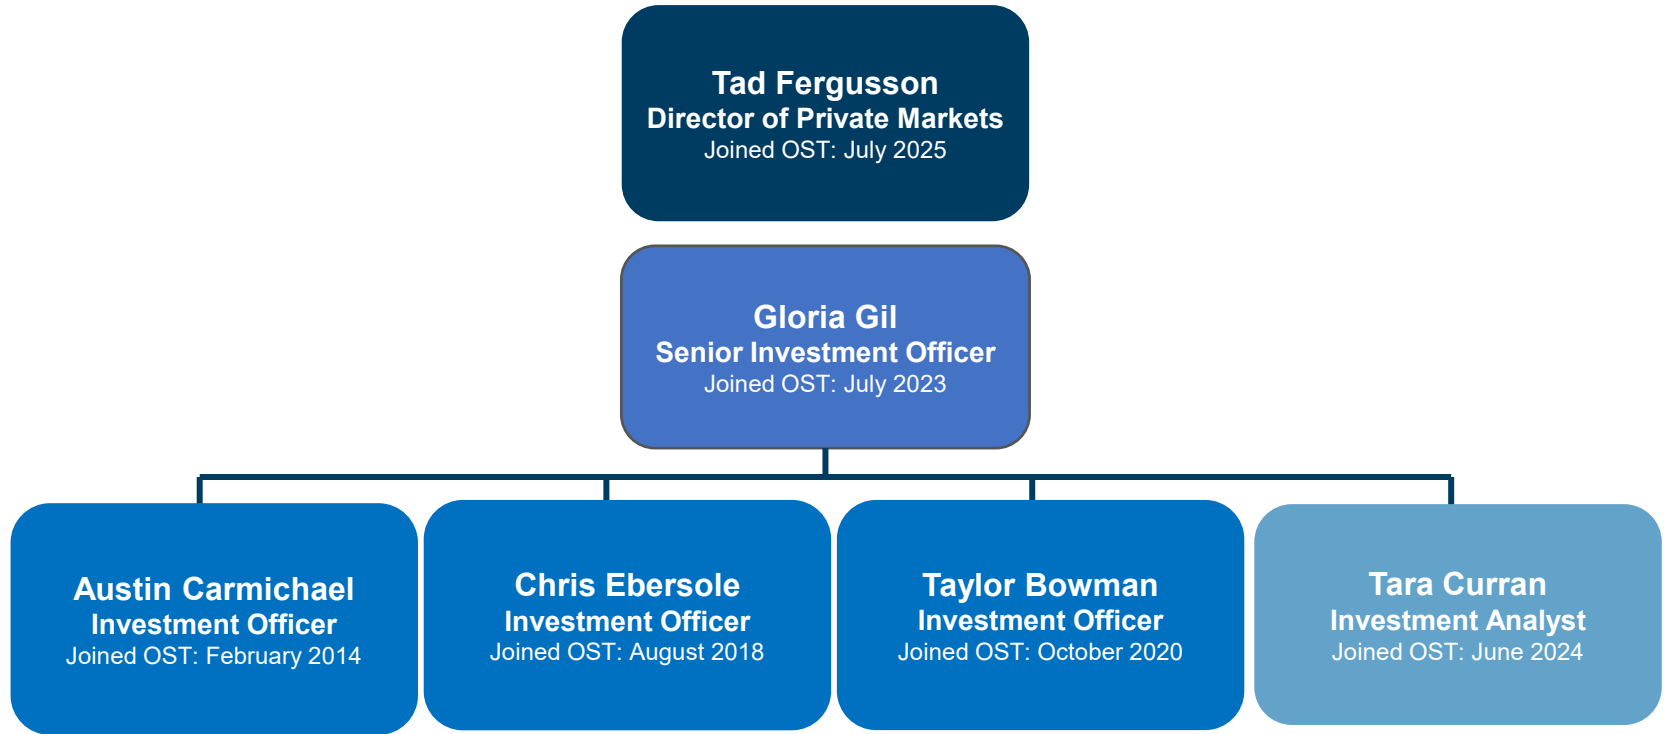 Tad Fergusson
Director of Private Markets
Joined OST: July 2025
Gloria Gil
Senior Investment Officer
Joined OST: July 2023
Austin Carmichael
Investment Officer
Joined OST: February 2014
Chris Ebersole
Investment Officer
Joined OST: August 2018
Taylor Bowman
Investment Officer
Joined OST: October 2020
Tara Curran
Investment Analyst
Joined OST: June 2024